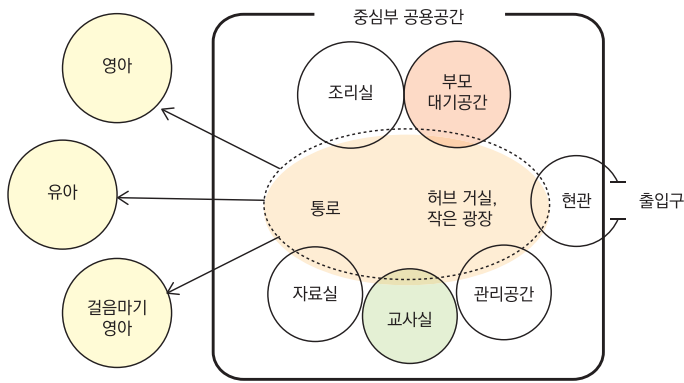 중심부 공용공간
영아
조리실
부모
대기공간
유아
통로
허브 거실,
작은 광장
현관
출입구
걸음마기
영아
자료실
교사실
관리공간